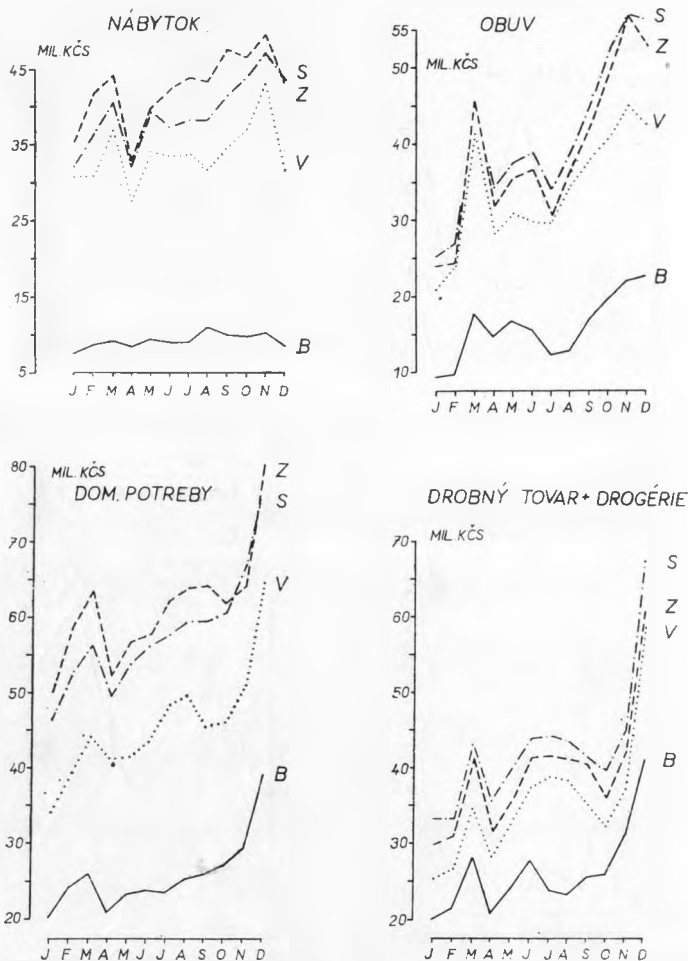 NÁBYTOK
MIL. KČS
45
35
25
15
5
S
Z
V
B
J F M A M J J A S O N D
OBUV
MIL. KČS
55
50
40
30
20
10
S
Z
V
B
J F M A M J J A S O N D
80
MIL. KČS
DOM. POTREBY
70
60
50
40
30
20
Z
S
V
B
J F M A M J J A S O N D
DROBNÝ TOVAR + DROGÉRIE
MIL. KČS
70
60
50
40
30
20
S
Z
V
B
J F M A M J J A S O N D